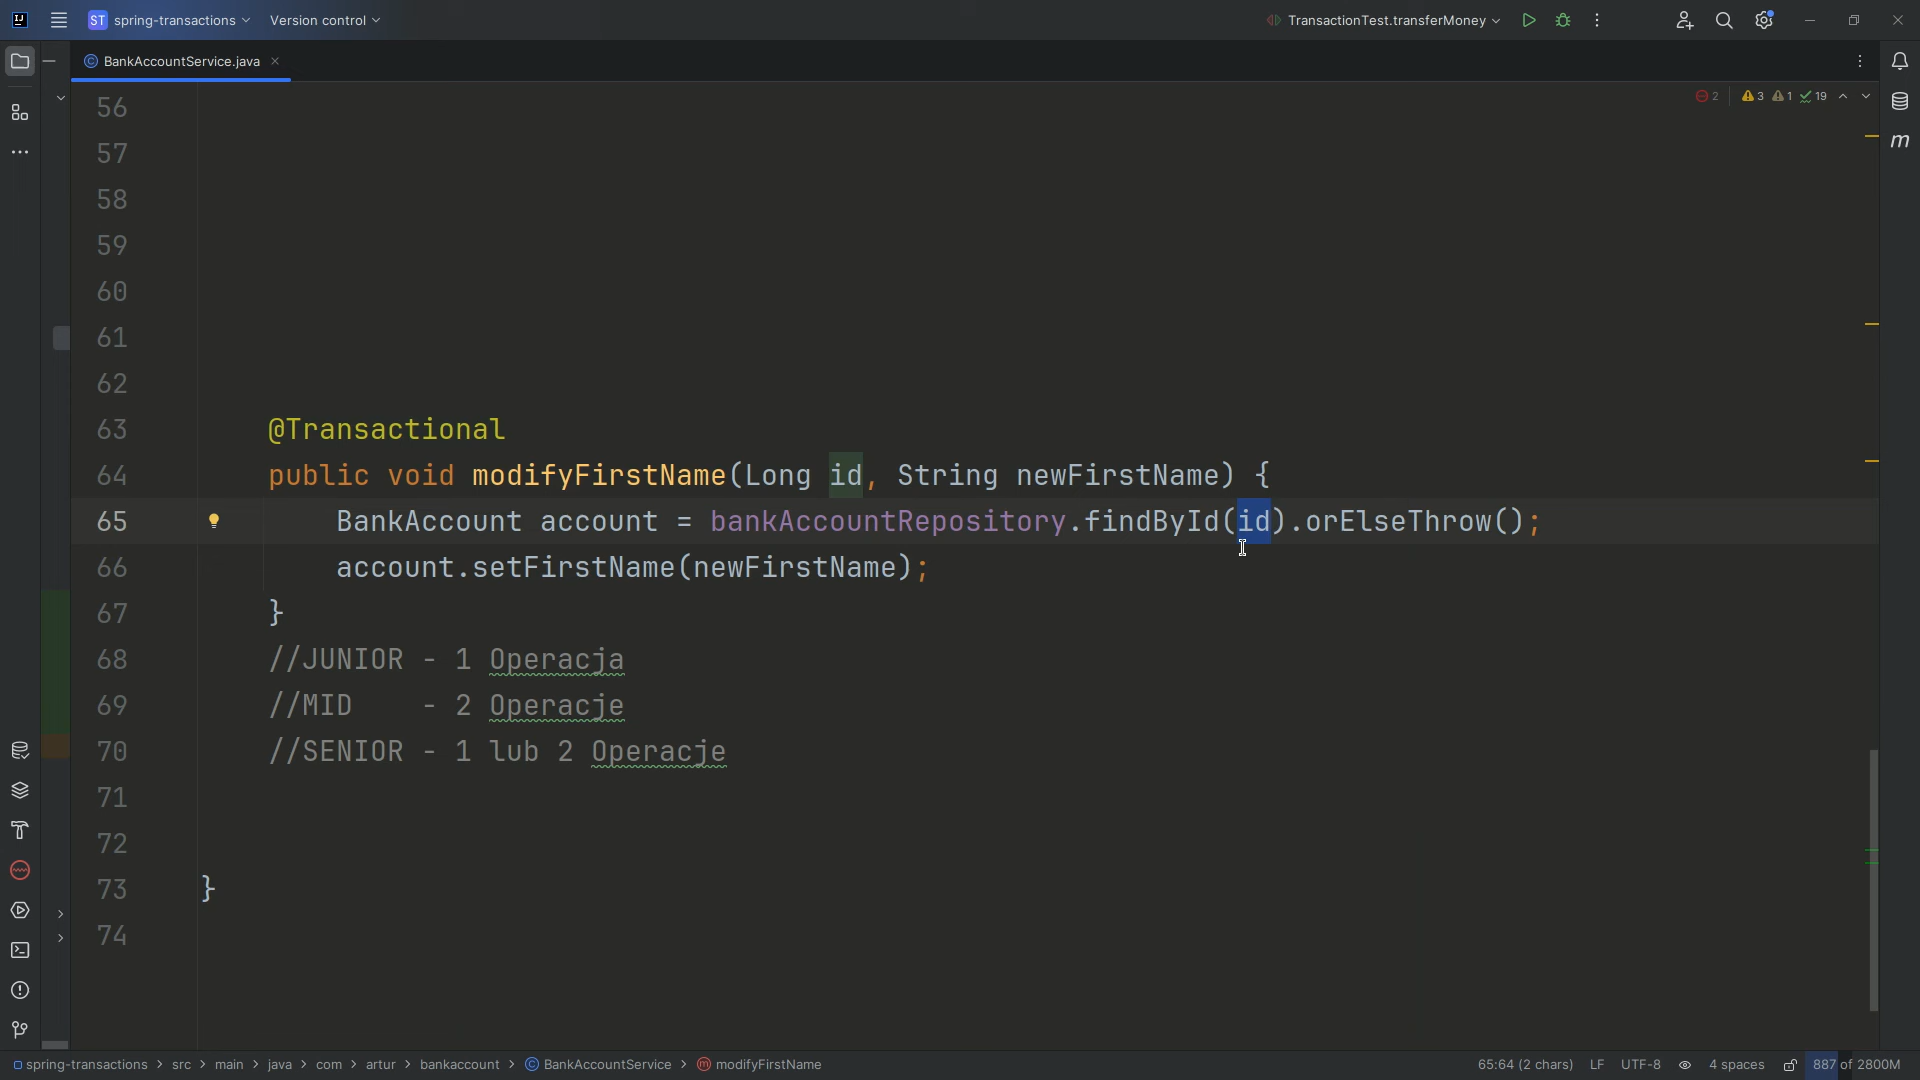 ST spring-transactions Version control TransactionTest.transferMoney
BankAccountService.java
2 3 1 19
56
57
58
59
60
61
62
63 @Transactional
64 public void modifyFirstName(Long id, String newFirstName) {
65 BankAccount account = bankAccountRepository.findById(id).orElseThrow();
66 account.setFirstName(newFirstName);
67 }
68 //JUNIOR - 1 Operacja
69 //MID    - 2 Operacje
70 //SENIOR - 1 lub 2 Operacje
71
72
73 }
74
m
spring-transactions > src > main > java > com > artur > bankaccount > BankAccountService > modifyFirstName 65:64 (2 chars) LF UTF-8 4 spaces 887 of 2800M